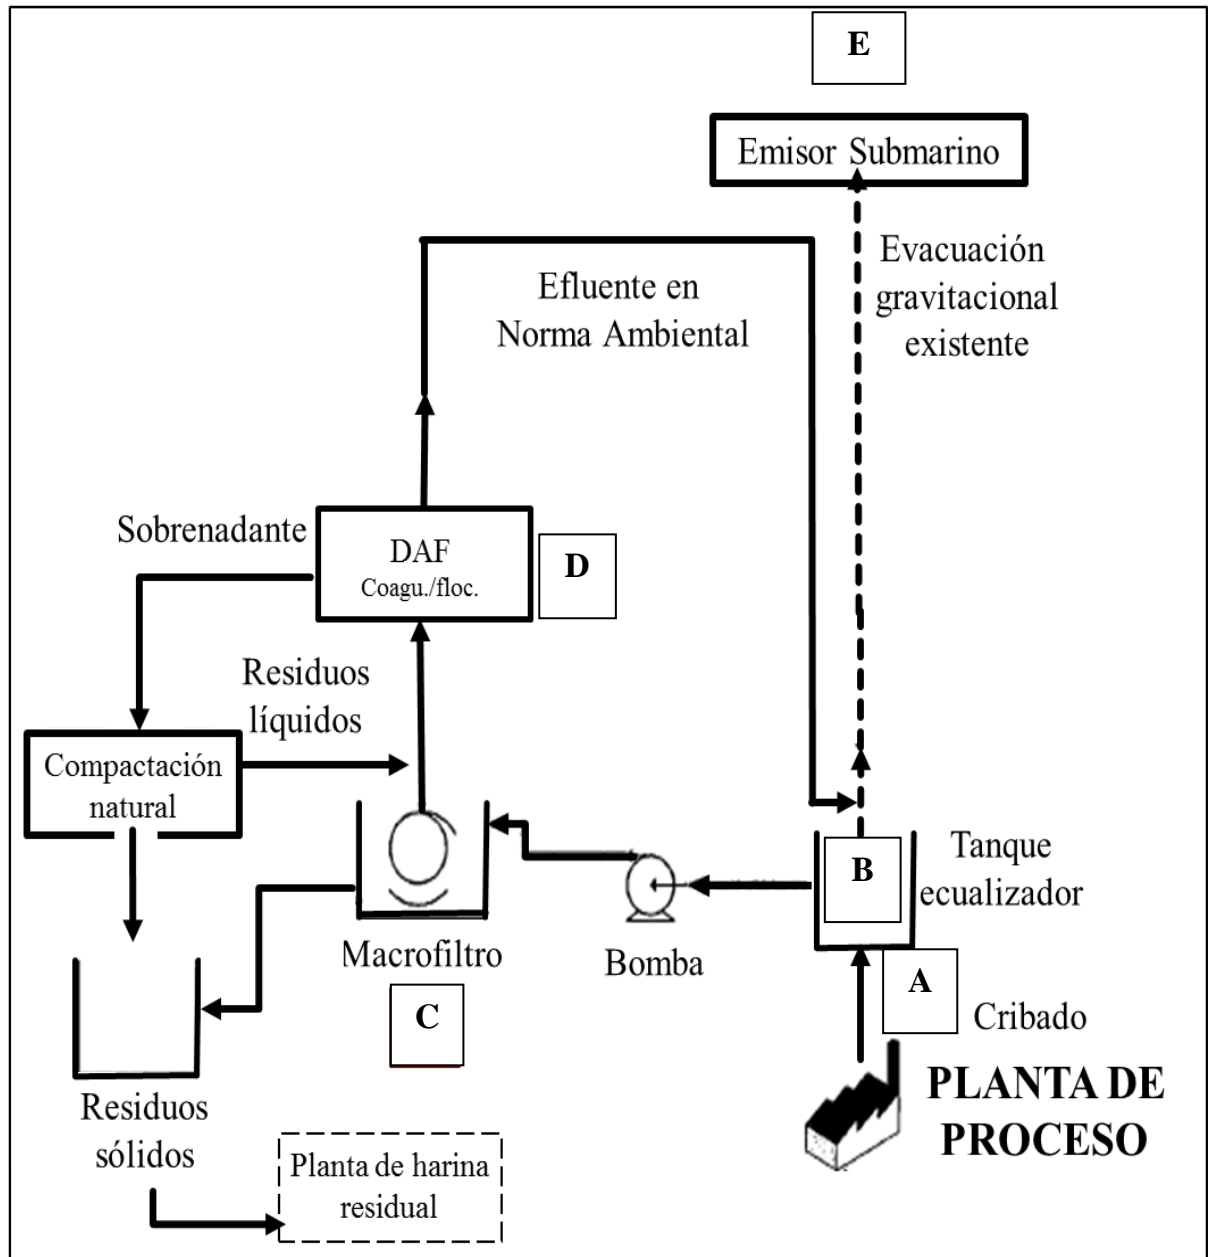 E
Emisor Submarino
Evacuación
gravitacional
existente
Efluente en
Norma Ambiental
Sobrenadante
DAF
Coagu./floc.
D
Residuos
líquidos
Compactación
natural
B
Tanque
ecualizador
Macrofiltro
Bomba
A
C
Cribado
PLANTA DE
PROCESO
Residuos
sólidos
Planta de harina
residual